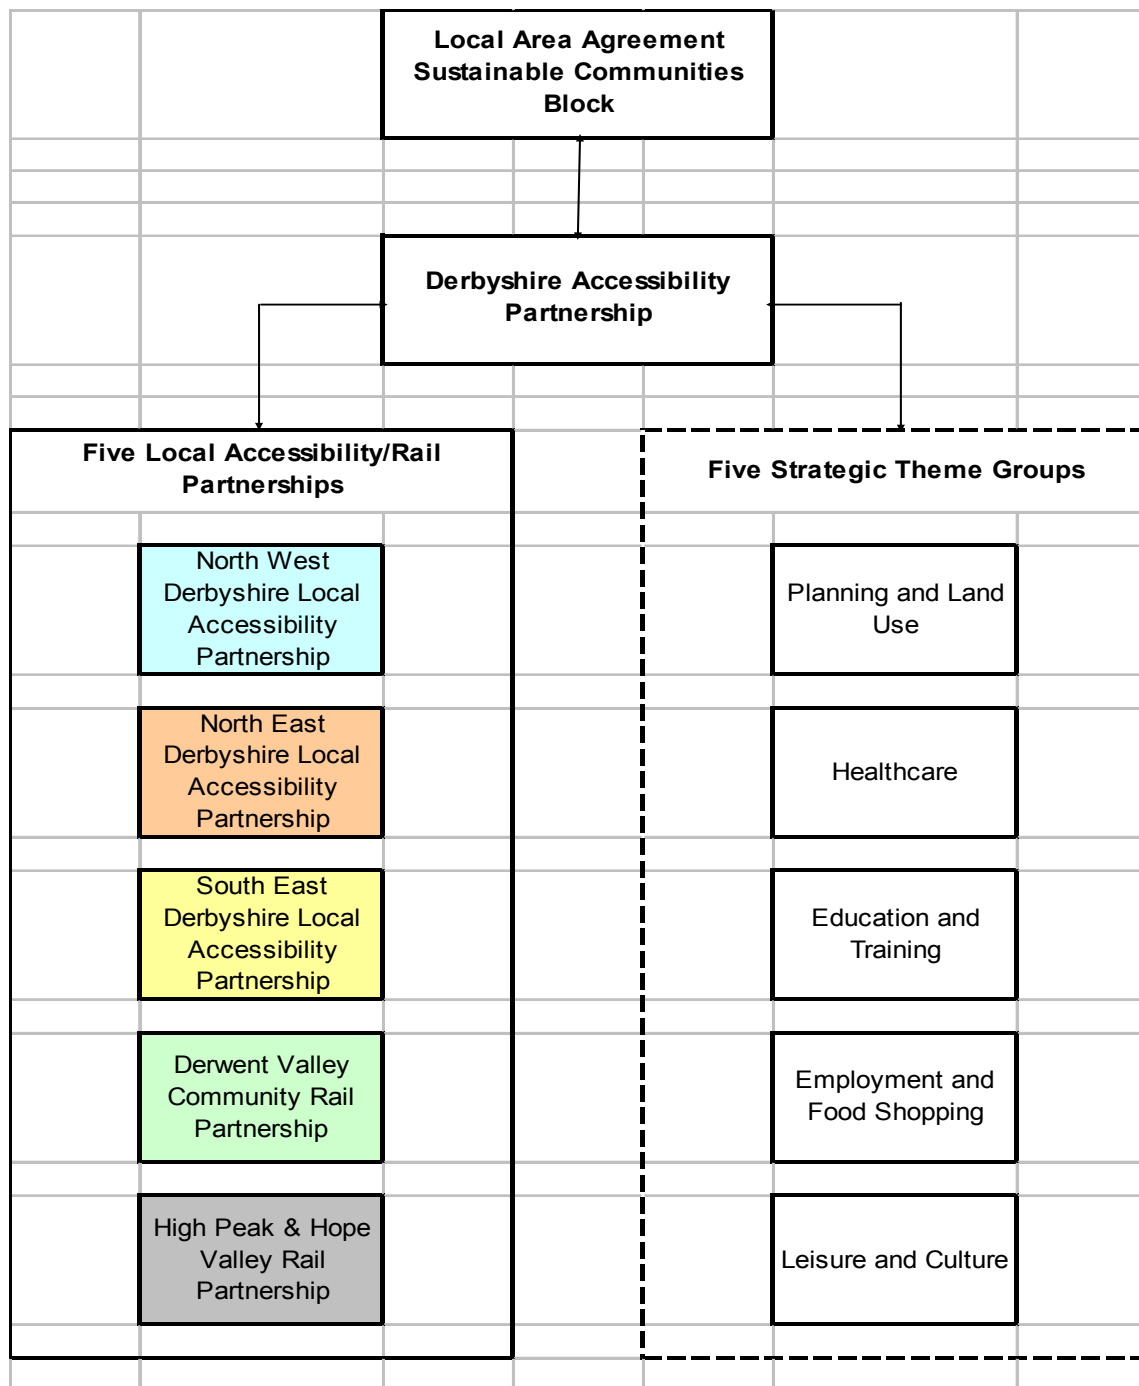 Local Area Agreement
Sustainable Communities
Block
Derbyshire Accessibility
Partnership
Five Local Accessibility/Rail
Partnerships
North West
Derbyshire Local
Accessibility
Partnership
North East
Derbyshire Local
Accessibility
Partnership
South East
Derbyshire Local
Accessibility
Partnership
Derwent Valley
Community Rail
Partnership
High Peak & Hope
Valley Rail
Partnership
Five Strategic Theme Groups
Planning and Land
Use
Healthcare
Education and
Training
Employment and
Food Shopping
Leisure and Culture